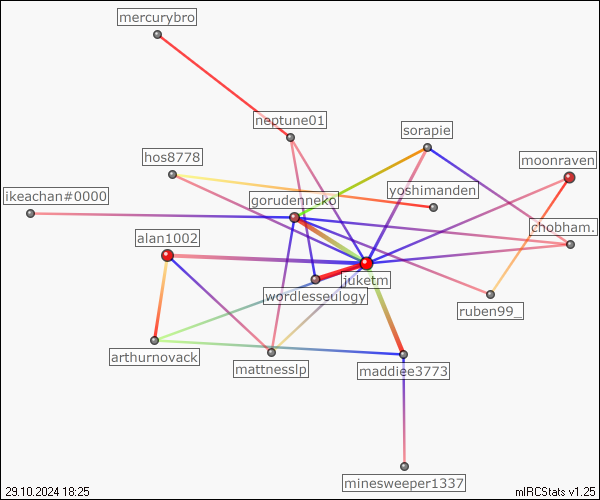 mercurybro
neptune01
sorapie
hos8778
moonraven
yoshimanden
ikeachan#0000
gorudenneko
chobham.
alan1002
juketm
wordlesseulogy
ruben99_
arthurnovack
mattnesslp
maddiee3773
minesweeper1337
29.10.2024 18:25
mIRCStats v1.25